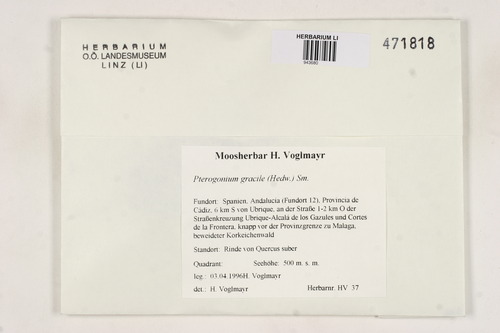 HERBARIUM
O.Ö. LANDESMUSEUM
LINZ (LI)
HERBARIUM LI
471818
Moosherbar H. Voglmayr
Pterogonium gracile (Hedw.) Sm.
Fundort: Spanien, Andalucia (Fundort 12), Provincia de
Cádiz, 6 km S von Ubrique, an der Straße 1-2 km O der
Straßenkreuzung Ubrique-Alcalá de los Gazules und Cortes
de la Frontera, knapp vor der Provinzgrenze zu Malaga,
beweideter Korkeichenwald
Standort: Rinde von Quercus suber
Quadrant: Seehöhe: 500 m. s. m.
leg.: 03.04.1996H. Voglmayr
det.: H. Voglmayr Herbarnr. HV 37